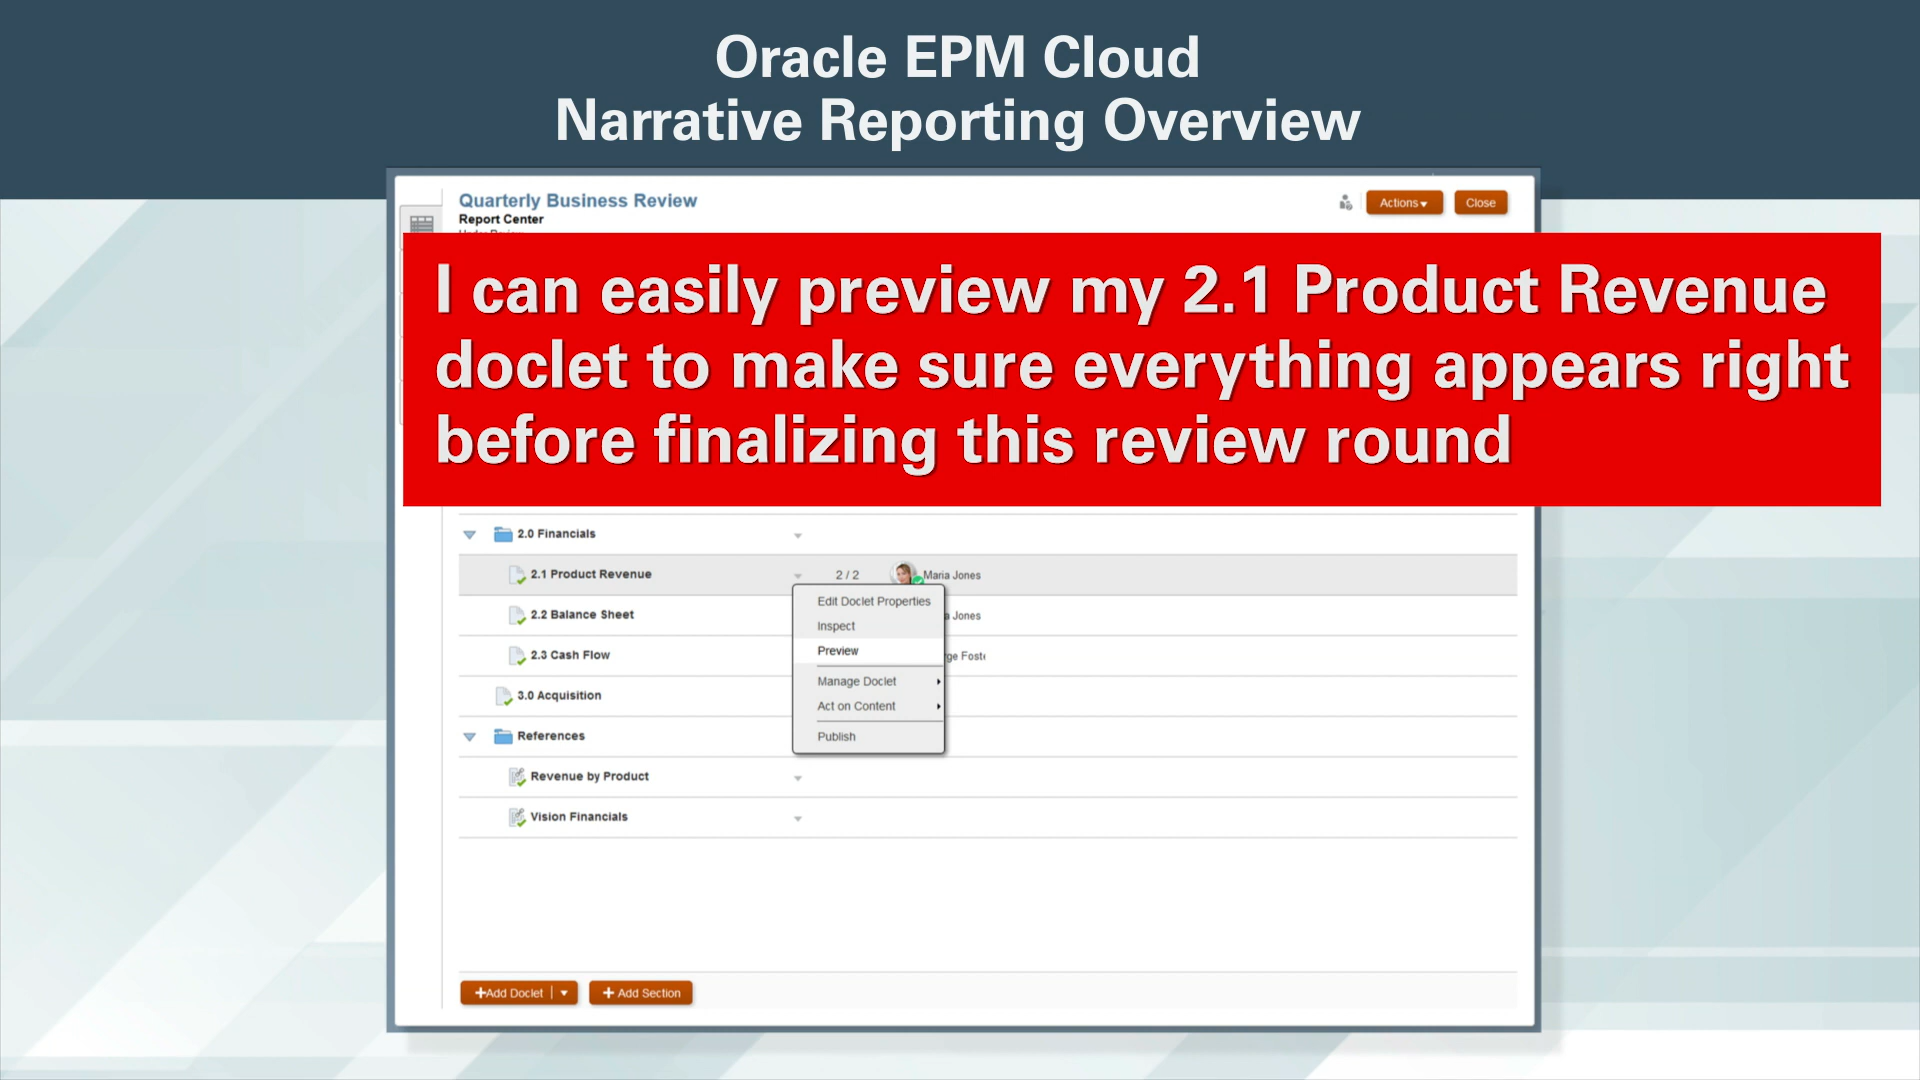 Oracle EPM Cloud
Narrative Reporting Overview
Quarterly Business Review
Report Center
Actions
Close
I can easily preview my 2.1 Product Revenue
doclet to make sure everything appears right
before finalizing this review round
2.0 Financials
2.1 Product Revenue 2 / 2 Maria Jones
Edit Doclet Properties
2.2 Balance Sheet Jones
Inspect
Preview
2.3 Cash Flow
Manage Doclet
3.0 Acquisition
Act on Content
References
Publish
Revenue by Product
Vision Financials
+Add Doclet
+ Add Section